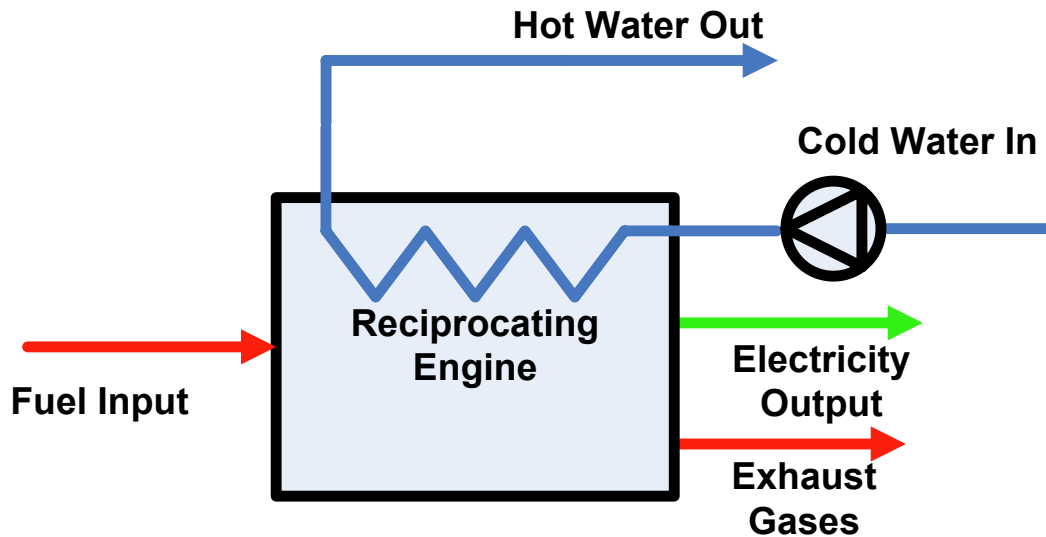 Hot Water Out
Cold Water In
Reciprocating
Engine
Fuel Input
Electricity
Output
Exhaust
Gases